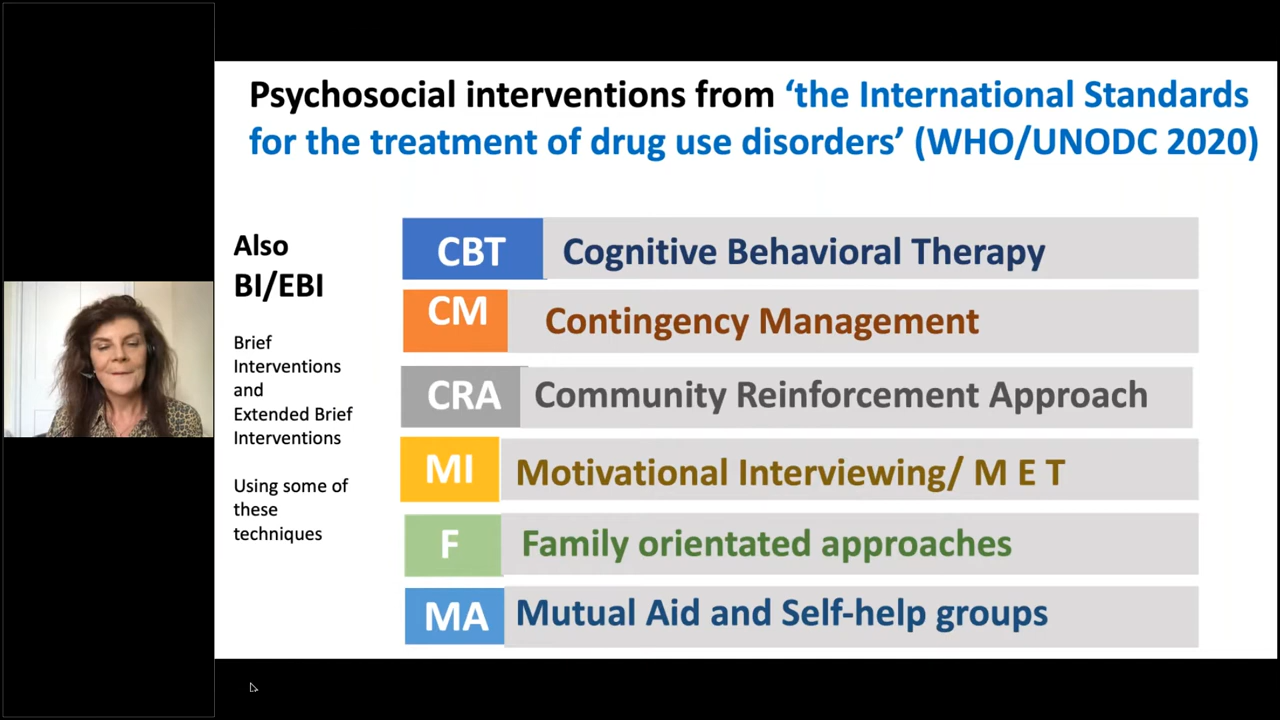 Psychosocial interventions from ‘the International Standards
for the treatment of drug use disorders’ (WHO/UNODC 2020)
Also
BI/EBI
Brief
Interventions
and
Extended Brief
Interventions
Using some of
these
techniques
CBT Cognitive Behavioral Therapy
CM Contingency Management
CRA Community Reinforcement Approach
MI Motivational Interviewing/ M E T
F Family orientated approaches
MA Mutual Aid and Self-help groups